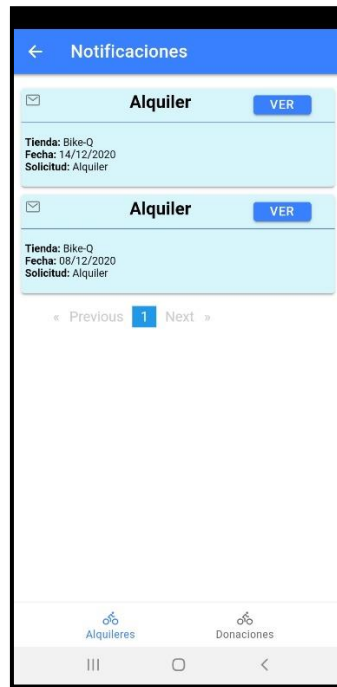 Notificaciones
Alquiler
VER
Tienda: Bike-Q
Fecha: 14/12/2020
Solicitud: Alquiler
Alquiler
VER
Tienda: Bike-Q
Fecha: 08/12/2020
Solicitud: Alquiler
« Previous 1 Next »
Alquileres
Donaciones